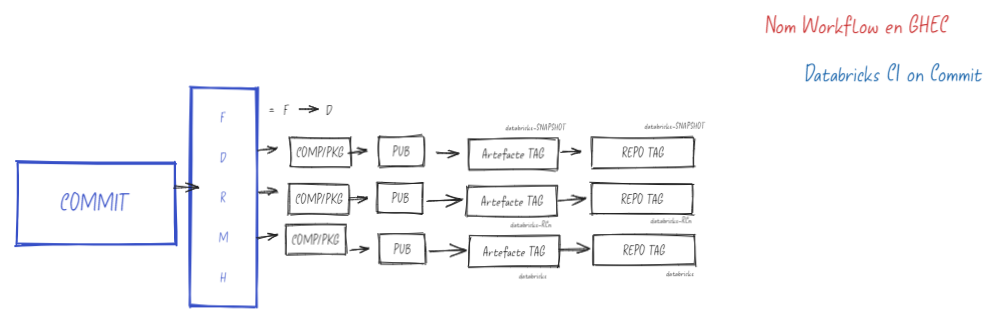 Nom Workflow en GHEC
Databricks CI on Commit
COMMIT
F
D
R
M
H
= F → D
databricks-SNAPSHOT
databricks-SNAPSHOT
COMP/PKG
PUB
Artefacte TAG
REPO TAG
COMP/PKG
PUB
Artefacte TAG
REPO TAG
databricks-RCn
databricks-RCn
COMP/PKG
PUB
Artefacte TAG
REPO TAG
databricks
databricks